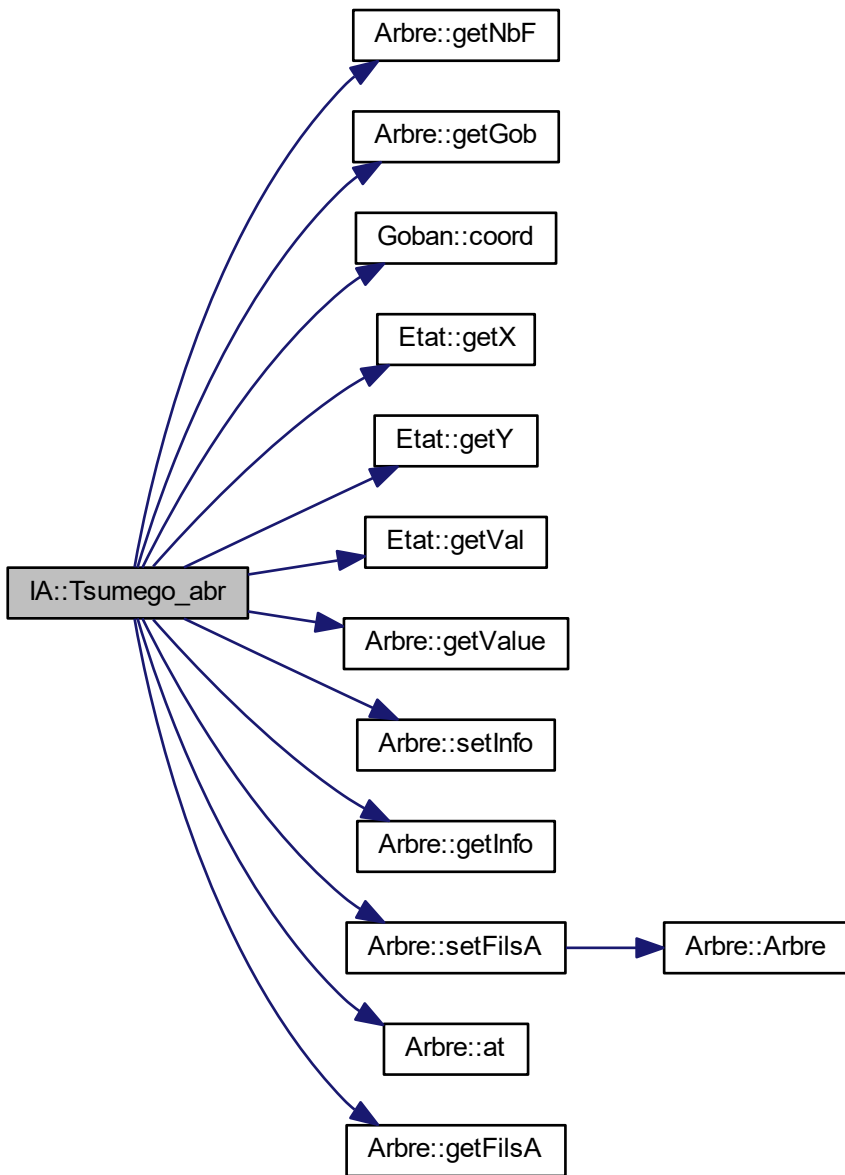 Arbre::getNbF
Arbre::getGob
Goban::coord
Etat::getX
Etat::getY
Etat::getVal
IA::Tsumego_abr
Arbre::getValue
Arbre::setInfo
Arbre::getInfo
Arbre::setFilsA
Arbre::Arbre
Arbre::at
Arbre::getFilsA